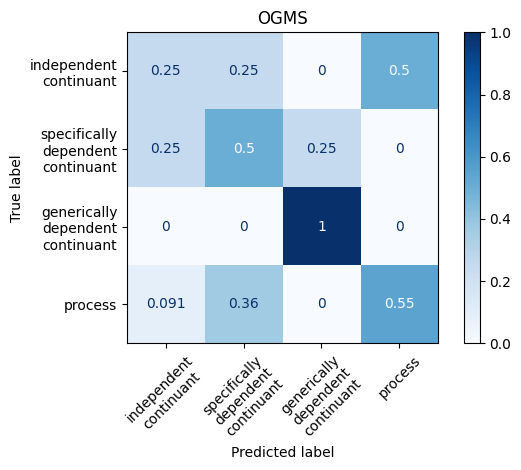 OGMS
True label
independent
continuant
0.25 0.25 0 0.5
specifically
dependent
continuant
0.25 0.5 0.25 0
generically
dependent
continuant
0 0 1 0
process
0.091 0.36 0 0.55
independent
continuant
specifically
dependent
continuant
generically
dependent
continuant
process
Predicted label
1.0
0.8
0.6
0.4
0.2
0.0